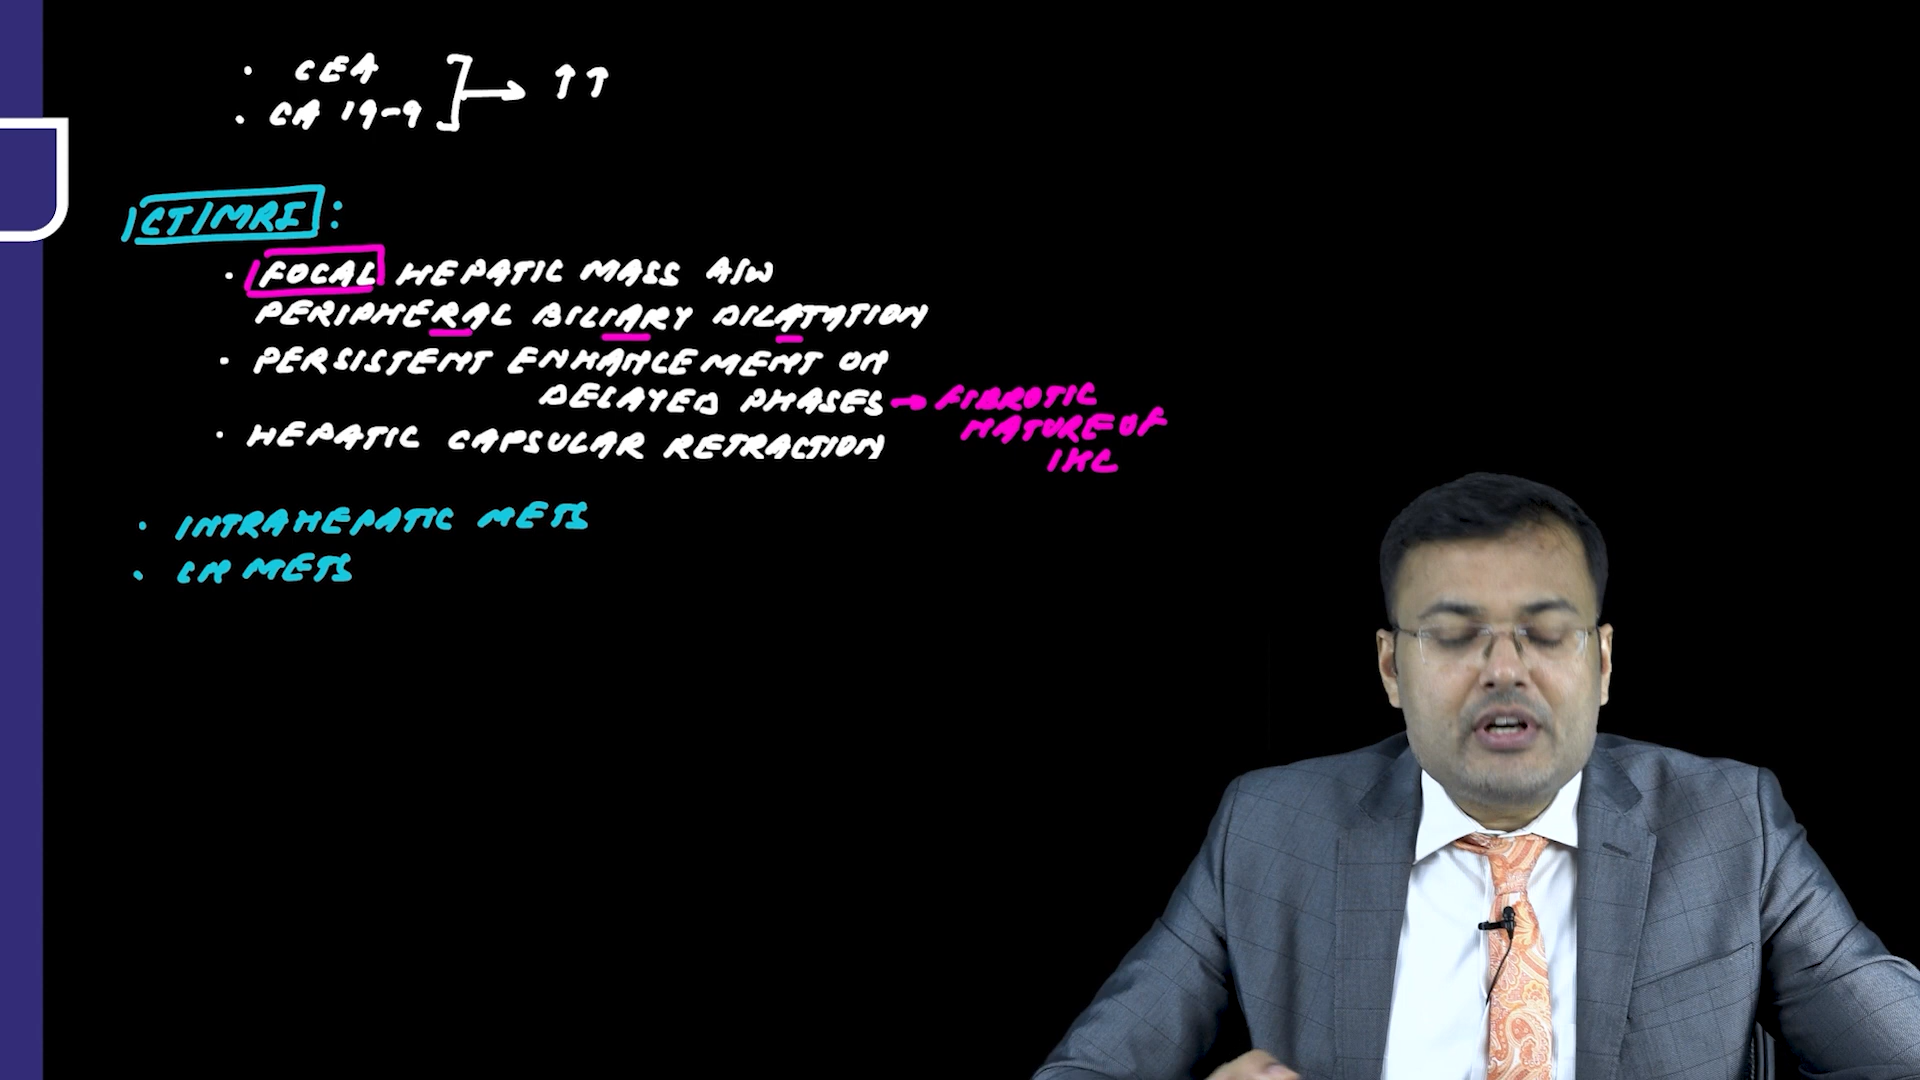 • CEA
• CA 19-9 ] → ↑↑
CT/MRI:
• FOCAL HEPATIC MASS A/W
PERIPHERAL BILIARY DILATATION
• PERSISTENT ENHANCEMENT ON
DELAYED PHASES → FIBROTIC
NATURE OF
IHC
• HEPATIC CAPSULAR RETRACTION
• INTRAHEPATIC METS
• LN METS